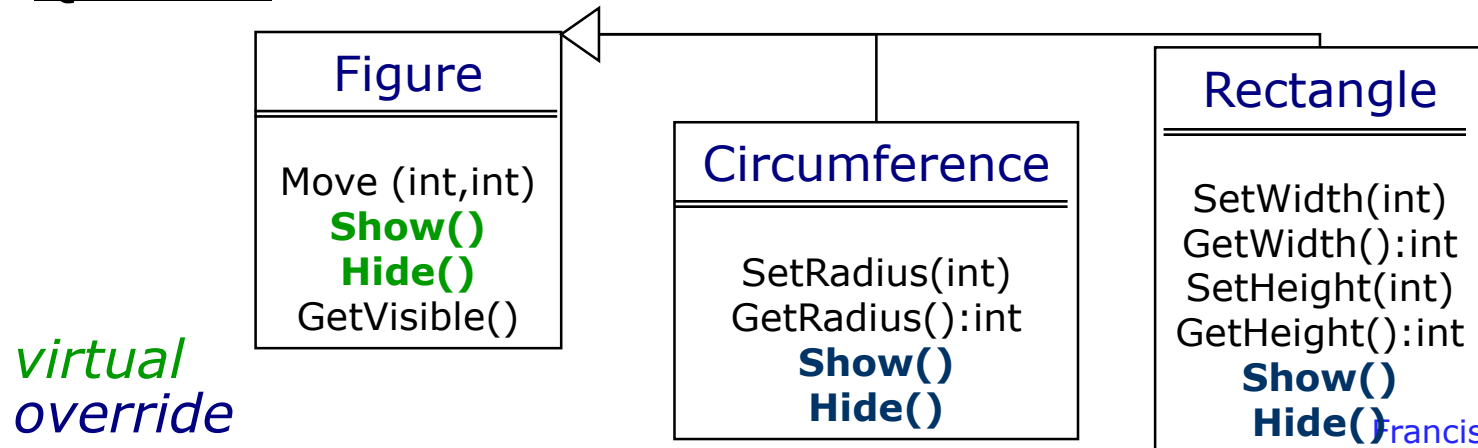 Figure
Move (int,int)
Show()
Hide()
GetVisible()
Circumference
SetRadius(int)
GetRadius():int
Show()
Hide()
Rectangle
SetWidth(int)
GetWidth():int
SetHeight(int)
GetHeight():int
Show()
Hide()
virtual
override